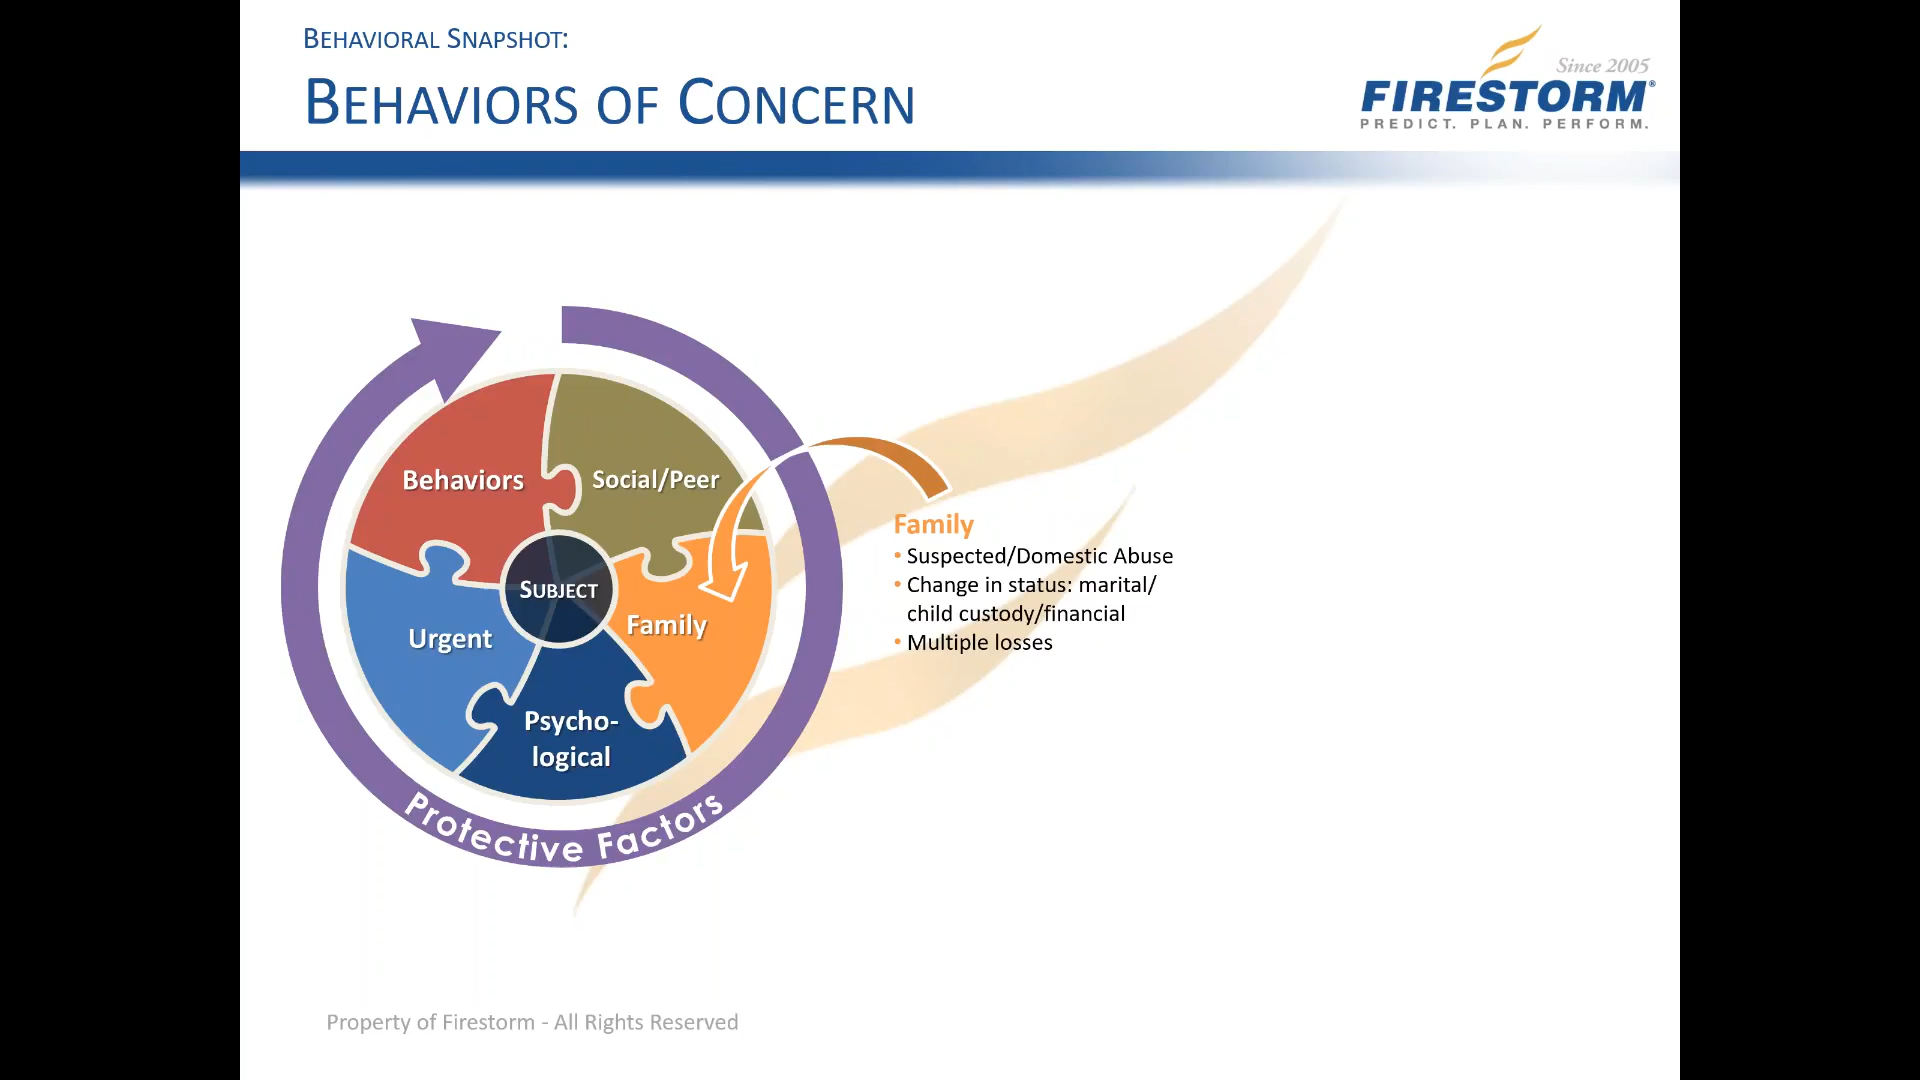 BEHAVIORAL SNAPSHOT:
BEHAVIORS OF CONCERN
Since 2005
FIRESTORM®
PREDICT. PLAN. PERFORM.
Behaviors
Social/Peer
SUBJECT
Urgent
Family
Psycho-
logical
Protective Factors
Family
• Suspected/Domestic Abuse
• Change in status: marital/
child custody/financial
• Multiple losses
Property of Firestorm - All Rights Reserved